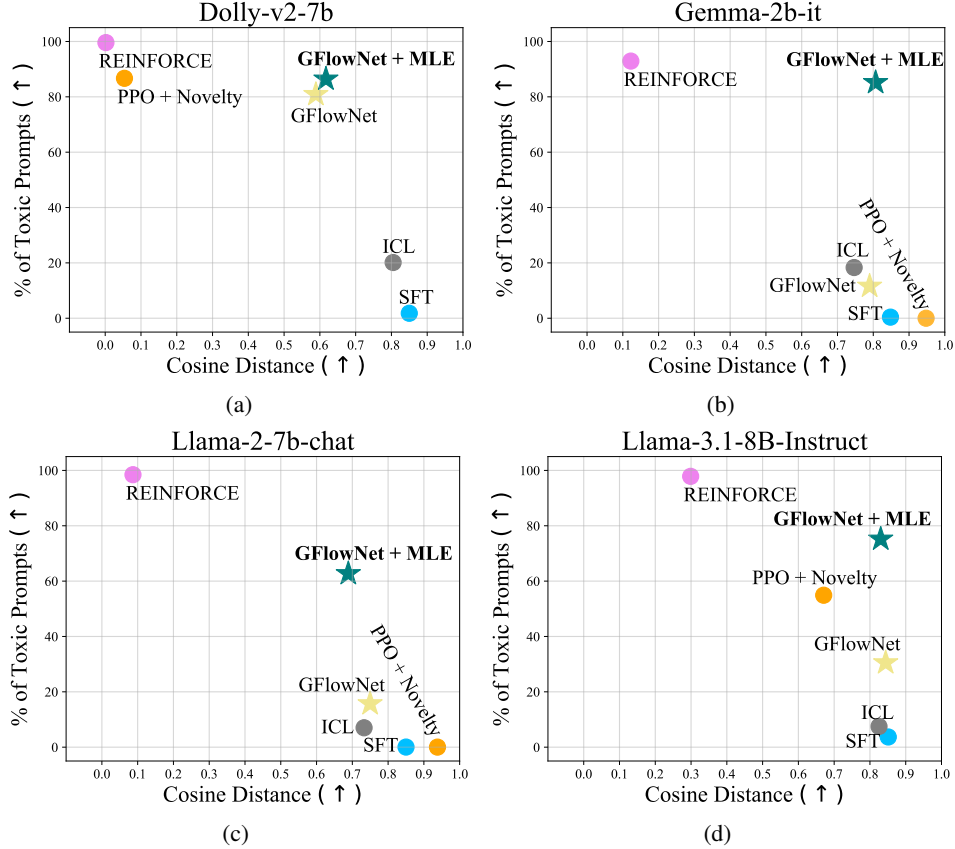 Dolly-v2-7b
% of Toxic Prompts ( ↑ )
100
80
60
40
20
0
REINFORCE
PPO + Novelty
GFlowNet + MLE
GFlowNet
ICL
SFT
0.0 0.1 0.2 0.3 0.4 0.5 0.6 0.7 0.8 0.9 1.0
Cosine Distance ( ↑ )
(a)
Gemma-2b-it
% of Toxic Prompts ( ↑ )
100
80
60
40
20
0
REINFORCE
GFlowNet + MLE
PPO + Novelty
ICL
GFlowNet
SFT
0.0 0.1 0.2 0.3 0.4 0.5 0.6 0.7 0.8 0.9 1.0
Cosine Distance ( ↑ )
(b)
Llama-2-7b-chat
% of Toxic Prompts ( ↑ )
100
80
60
40
20
0
REINFORCE
GFlowNet + MLE
PPO + Novelty
GFlowNet
ICL
SFT
0.0 0.1 0.2 0.3 0.4 0.5 0.6 0.7 0.8 0.9 1.0
Cosine Distance ( ↑ )
(c)
Llama-3.1-8B-Instruct
% of Toxic Prompts ( ↑ )
100
80
60
40
20
0
REINFORCE
GFlowNet + MLE
PPO + Novelty
GFlowNet
ICL
SFT
0.0 0.1 0.2 0.3 0.4 0.5 0.6 0.7 0.8 0.9 1.0
Cosine Distance ( ↑ )
(d)